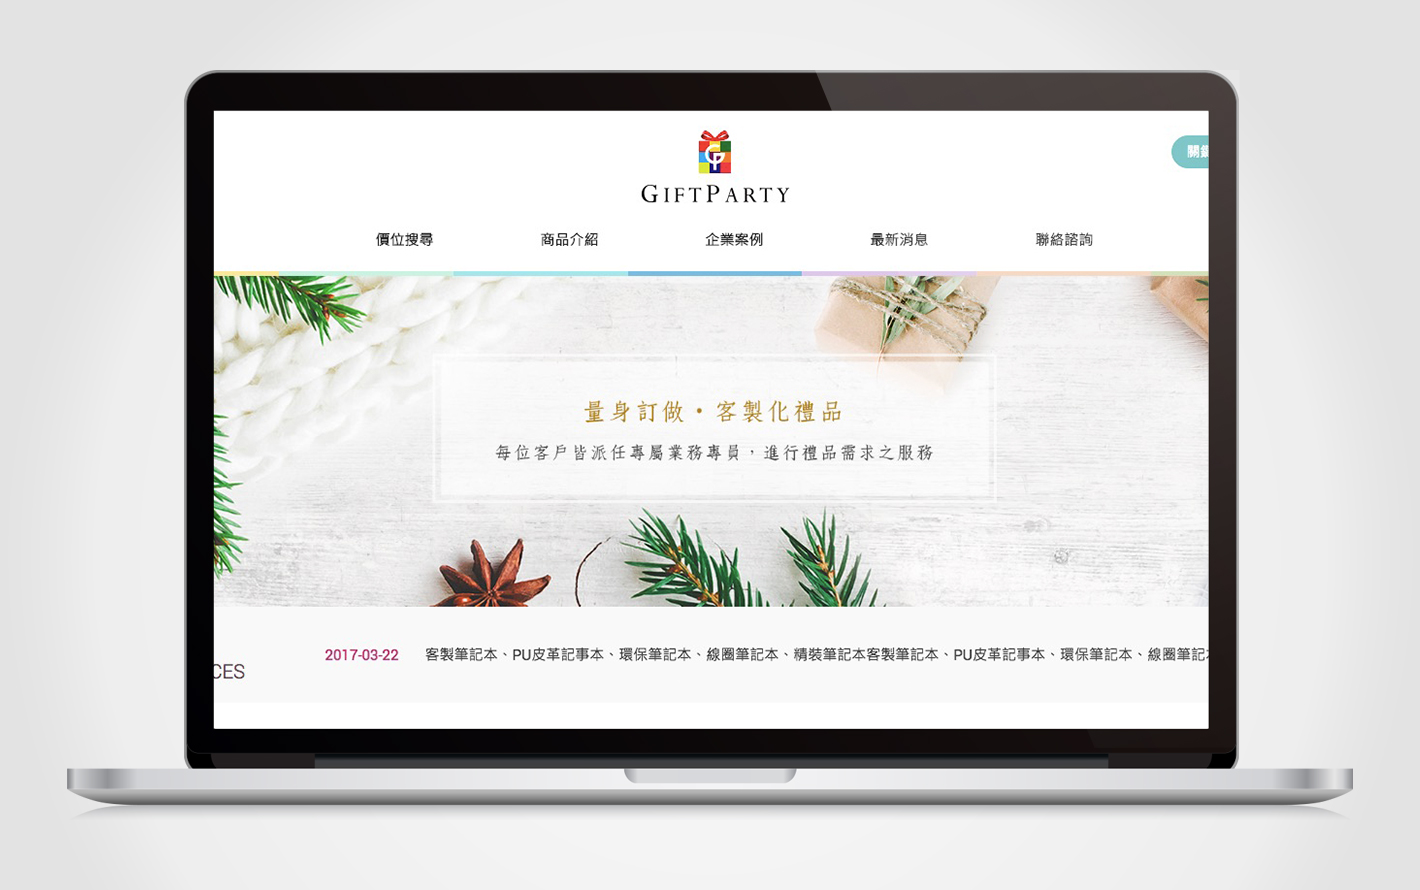 GP
GIFTPARTY
關鍵
價位搜尋
商品介紹
企業案例
最新消息
聯絡諮詢
量身訂做・客製化禮品
每位客戶皆派任專屬業務專員，進行禮品需求之服務
2017-03-22 客製筆記本、PU皮革記事本、環保筆記本、線圈筆記本、精裝筆記本客製筆記本、PU皮革記事本、環保筆記本、線圈筆記
CES